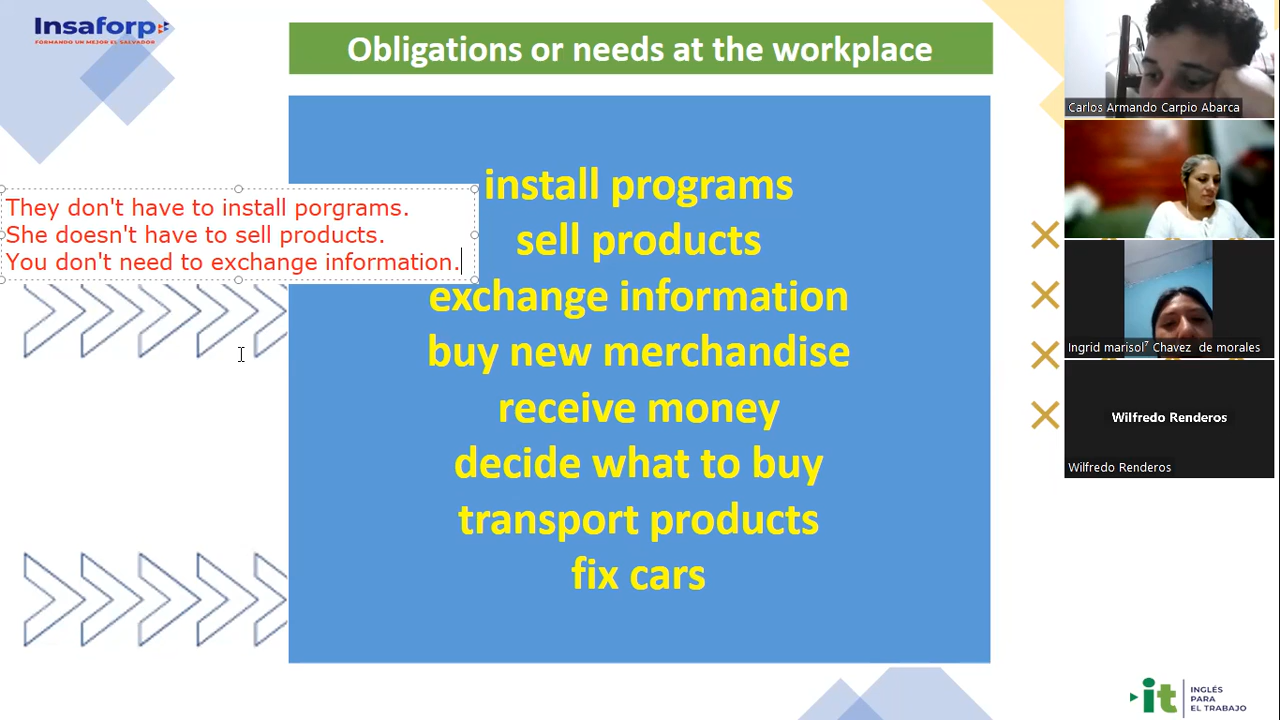 Insaforp
FORMANDO UN MEJOR EL SALVADOR
Obligations or needs at the workplace
They don't have to install porgrams.
She doesn't have to sell products.
You don't need to exchange information.
install programs
sell products
exchange information
buy new merchandise
receive money
decide what to buy
transport products
fix cars
Carlos Armando Carpio Abarca
Ingrid marisol⁷ Chavez de morales
Wilfredo Renderos
Wilfredo Renderos
it
INGLÉS
PARA
EL TRABAJO